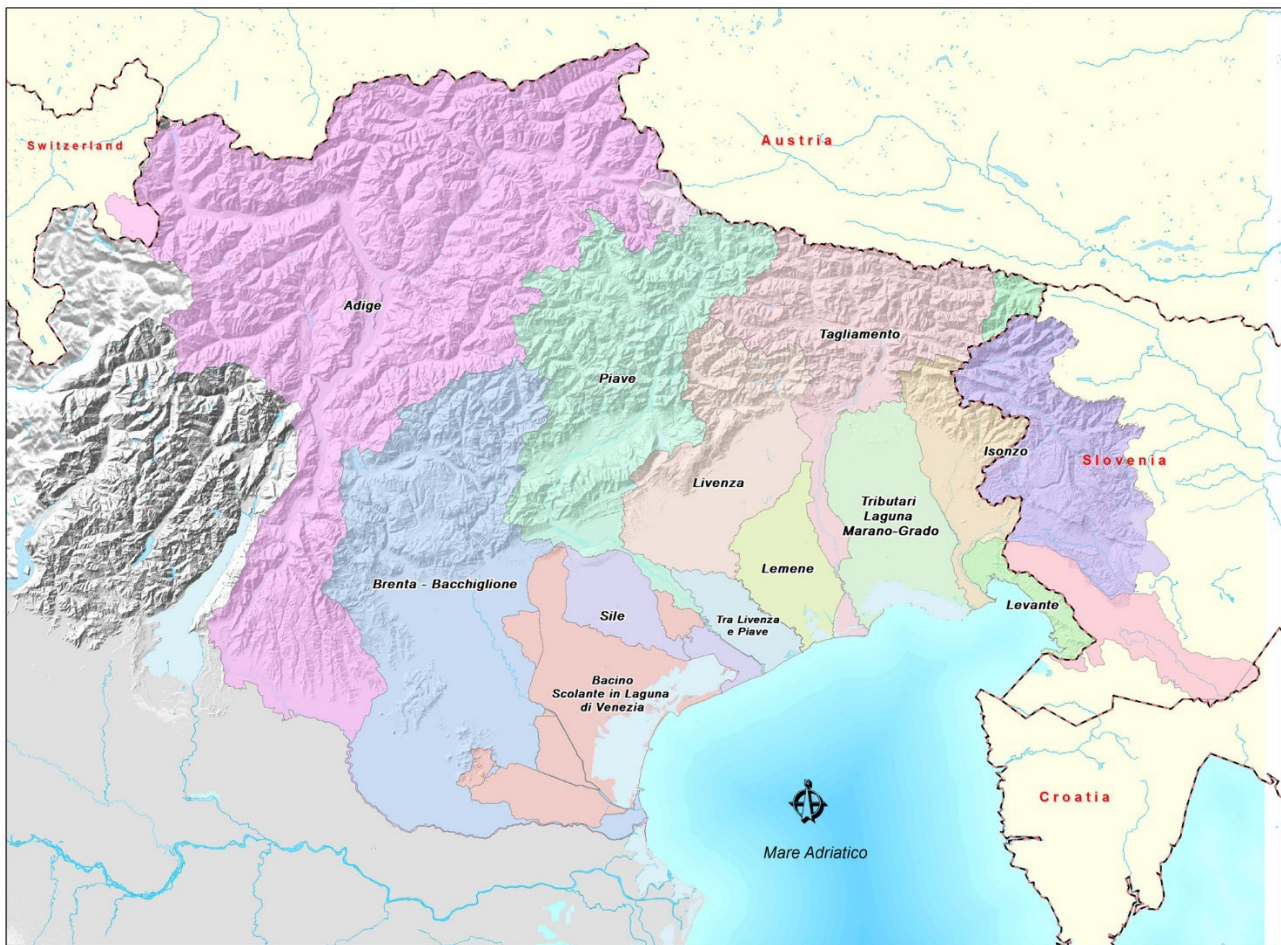 Switzerland
Austria
Adige
Tagliamento
Piave
Isonzo
Slovenia
Livenza
Tributari
Laguna
Marano-Grado
Brenta - Bacchiglione
Lemene
Levante
Sile
Tra Livenza
e Piave
Bacino
Scolante in Laguna
di Venezia
Croatia
Mare Adriatico